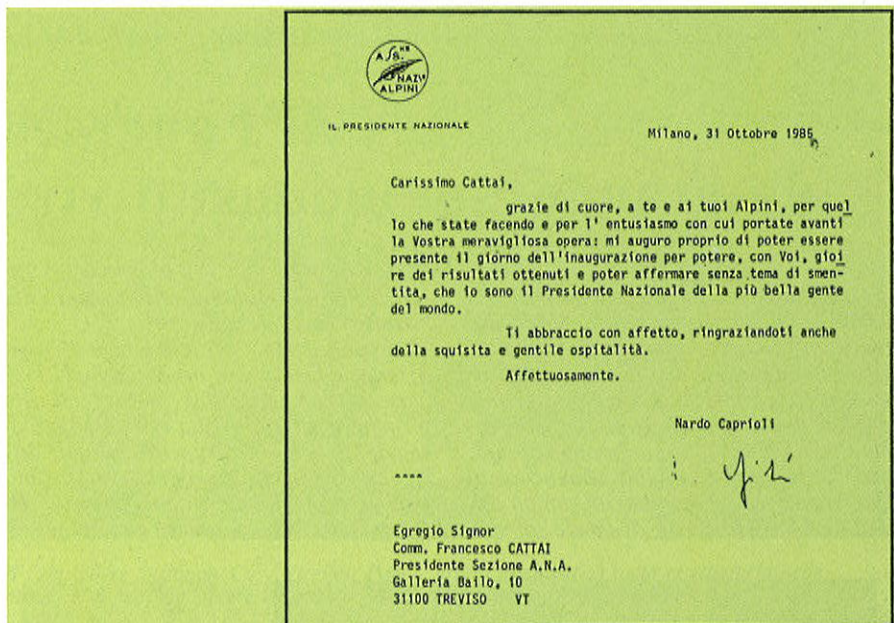 ASS.NE
NAZ.LE
ALPINI
IL PRESIDENTE NAZIONALE
Milano, 31 Ottobre 1985
Carissimo Cattai,
grazie di cuore, a te e ai tuoi Alpini, per quel
lo che state facendo e per l' entusiasmo con cui portate avanti
la Vostra meravigliosa opera: mi auguro proprio di poter essere
presente il giorno dell'inaugurazione per potere, con Voi, gioi
re dei risultati ottenuti e poter affermare senza tema di smen-
tita, che io sono il Presidente Nazionale della più bella gente
del mondo.
Ti abbraccio con affetto, ringraziandoti anche
della squisita e gentile ospitalità.
Affettuosamente.
Nardo Caprioli
Egregio Signor
Comm. Francesco CATTAI
Presidente Sezione A.N.A.
Galleria Bailo, 10
31100 TREVISO VT